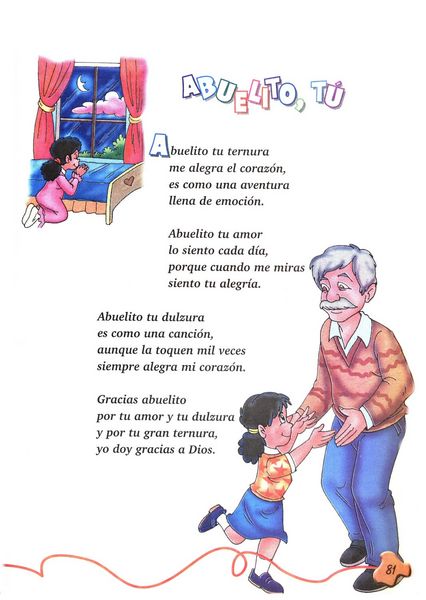 ABUELITO, TÚ
Abuelito tu ternura
me alegra el corazón,
es como una aventura
llena de emoción.
Abuelito tu amor
lo siento cada día,
porque cuando me miras
siento tu alegría.
Abuelito tu dulzura
es como una canción,
aunque la toquen mil veces
siempre alegra mi corazón.
Gracias abuelito
por tu amor y tu dulzura
y por tu gran ternura,
yo doy gracias a Dios.
81